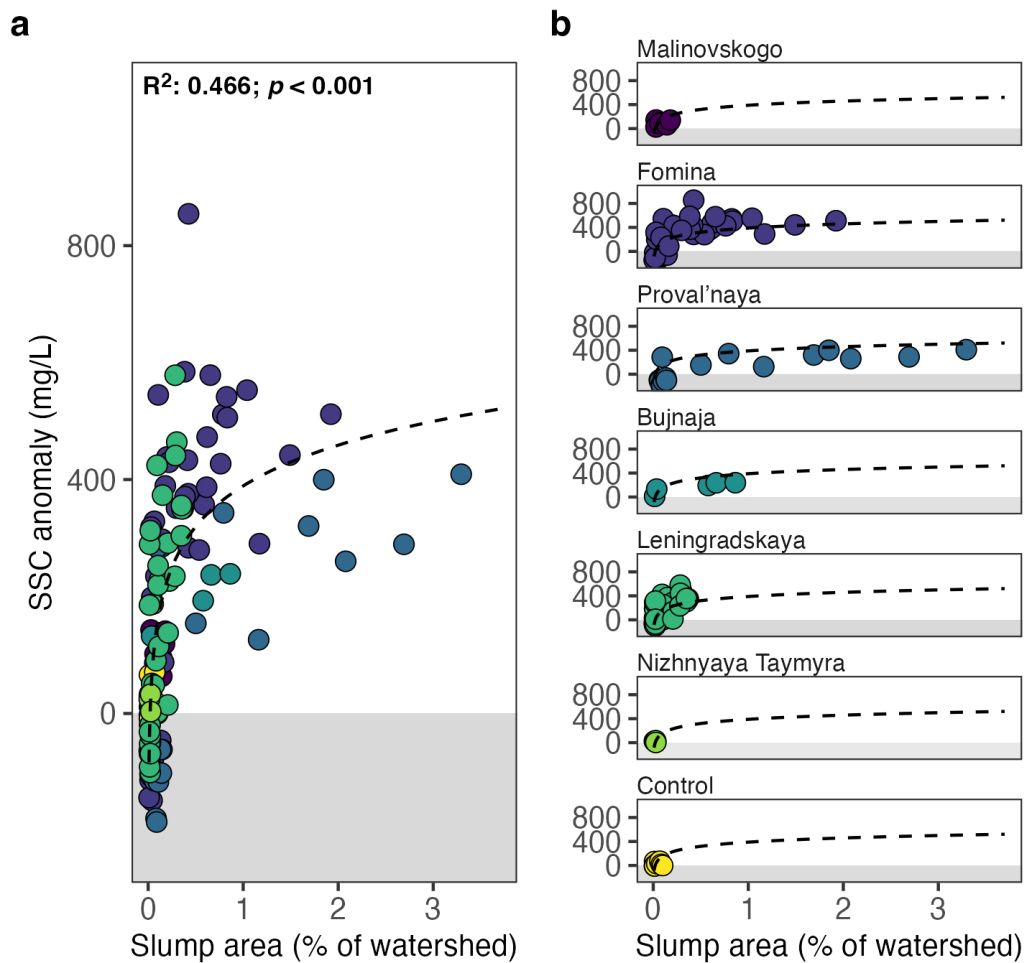 a
R²: 0.466; p < 0.001
800
400
0
SSC anomaly (mg/L)
0 1 2 3
Slump area (% of watershed)
b
Malinovskogo
800
400
0
Fomina
800
400
0
Proval'naya
800
400
0
Bujnaja
800
400
0
Leningradskaya
800
400
0
Nizhnyaya Taymyra
800
400
0
Control
800
400
0
0 1 2 3
Slump area (% of watershed)